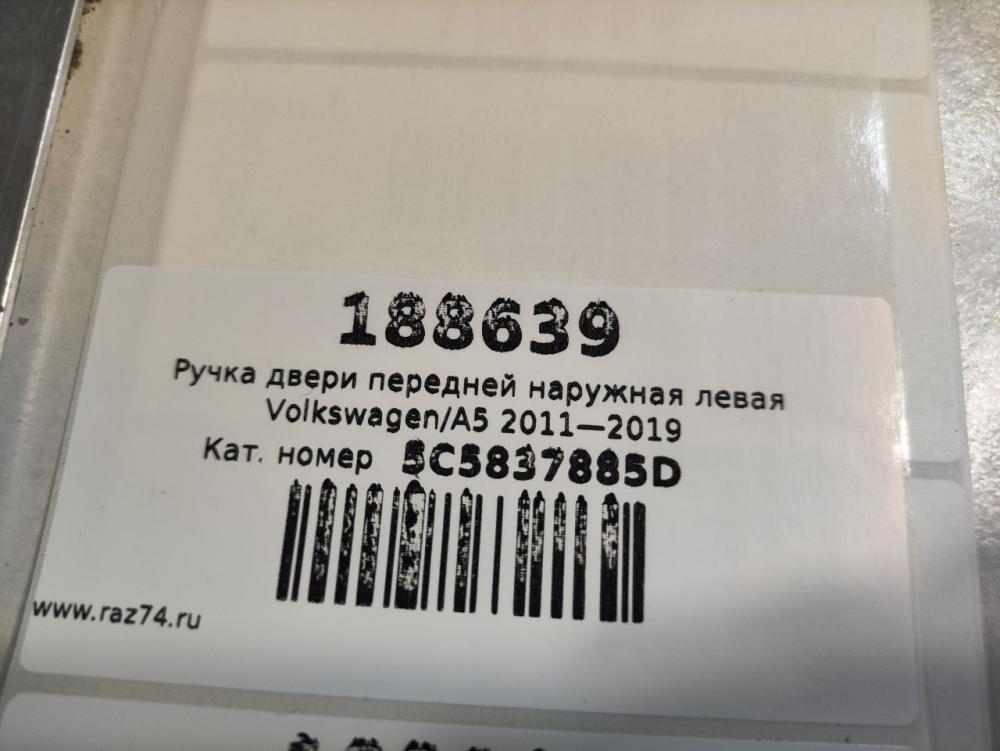 188639
Ручка двери передней наружная левая
Volkswagen/A5 2011—2019
Кат. номер 5C5837885D
www.raz74.ru